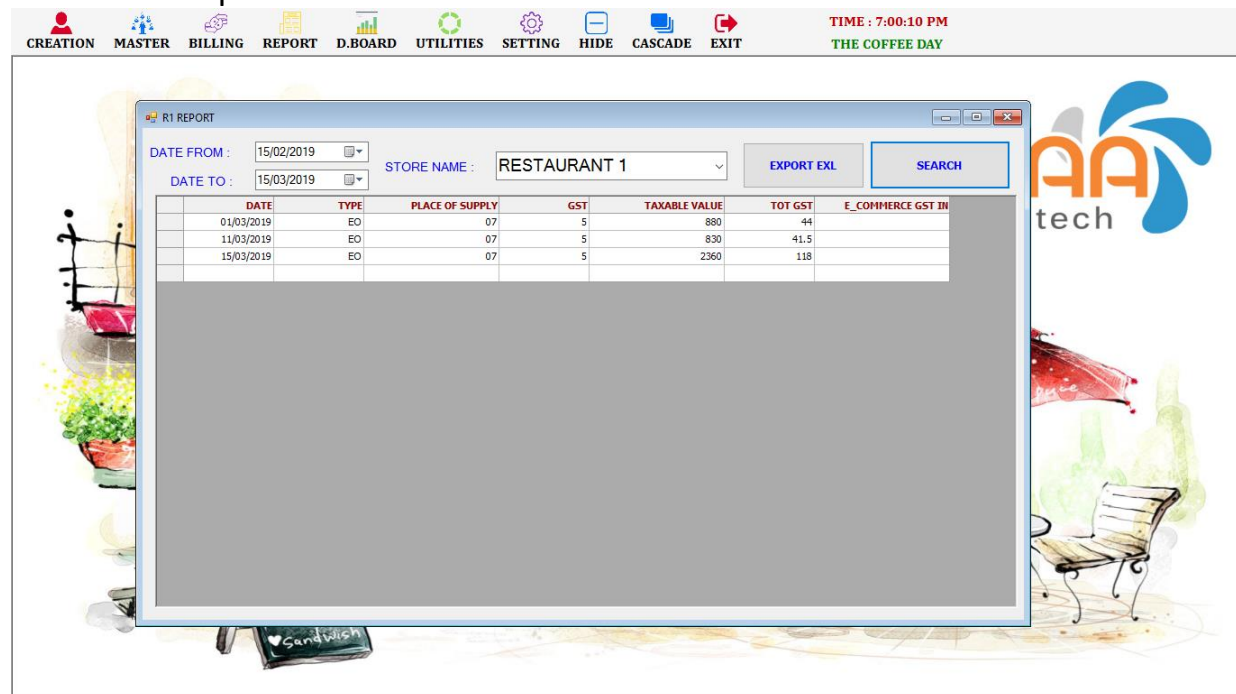 TIME : 7:00:10 PM
CREATION MASTER BILLING REPORT D.BOARD UTILITIES SETTING HIDE CASCADE EXIT THE COFFEE DAY
R1 REPORT
DATE FROM : 15/02/2019
STORE NAME : RESTAURANT 1 EXPORT EXL SEARCH
DATE TO : 15/03/2019
DATE TYPE PLACE OF SUPPLY GST TAXABLE VALUE TOT GST E_COMMERCE GST IN
01/03/2019 EO 07 5 880 44
11/03/2019 EO 07 5 830 41.5
15/03/2019 EO 07 5 2360 118
tech
Sandwish